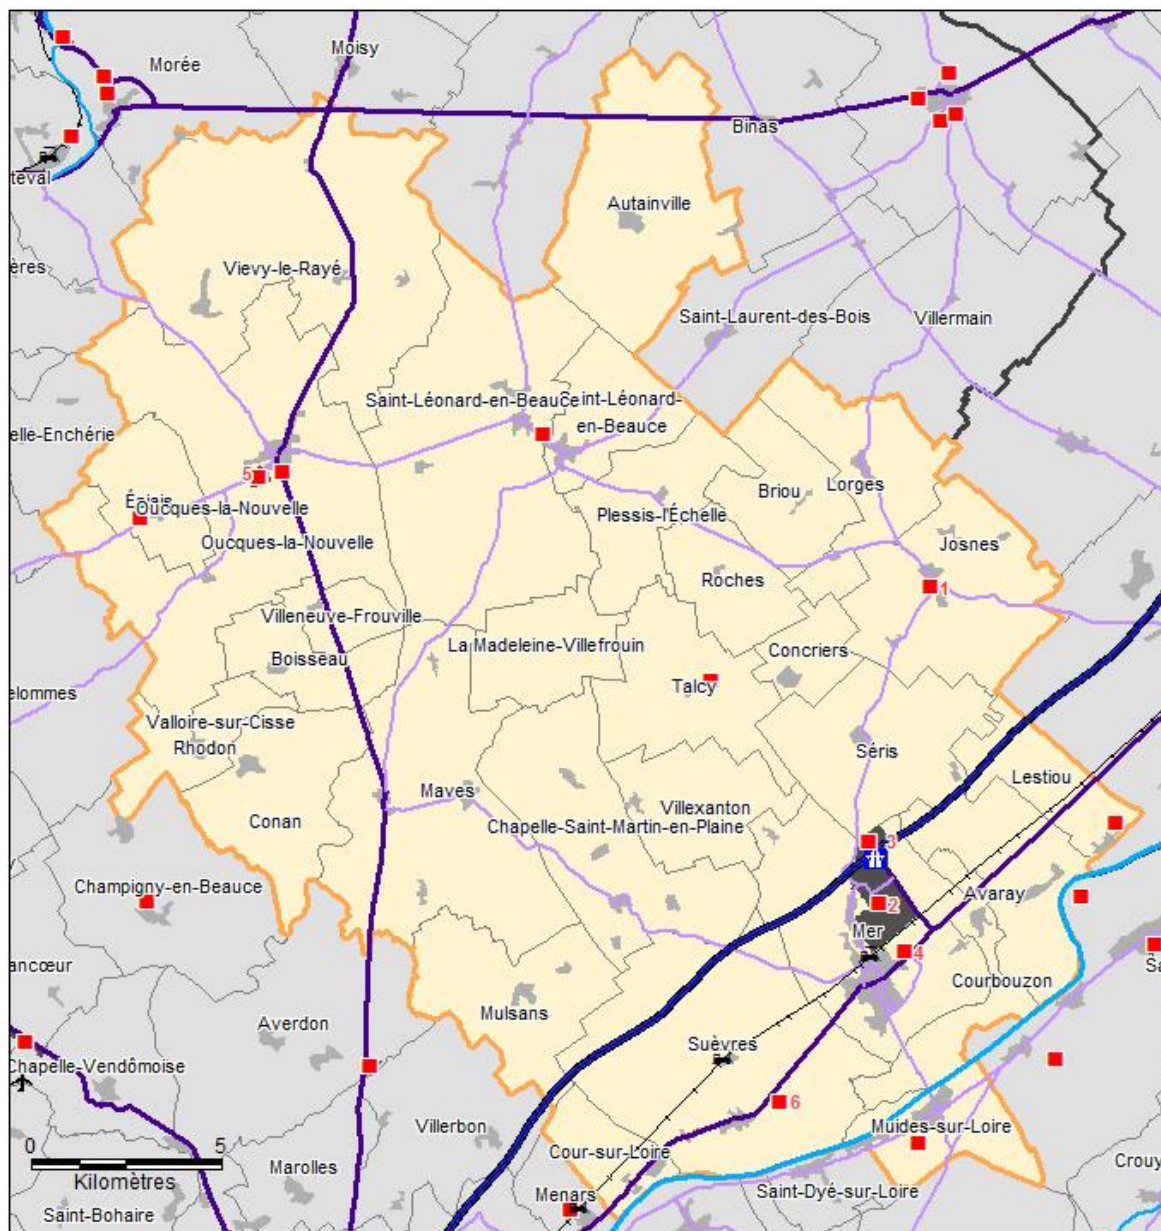 Moisy
Morée
Binas
teval
Autainville
ères
Vievy-le-Rayé
Saint-Laurent-des-Bois
Villermain
Saint-Léonard-en-Beauce
int-Léonard-
en-Beauce
elle-Enchérie
5
Briou
Lorges
Oucques-la-Nouvelle
Plessis-l'Échelle
Oucques-la-Nouvelle
Josnes
Roches
1
Villeneuve-Frouville
La Madeleine-Villefrouin
Concriers
Boisseau
Talcy
elommes
Valloire-sur-Cisse
Rhodon
Séris
Lestiou
Maves
Villexanton
Conan
Chapelle-Saint-Martin-en-Plaine
3
Champigny-en-Beauce
Avaray
2
Mer
4
ancœur
Courbouzon
Mulsans
Averdon
Suèvres
Chapelle-Vendômoise
6
Villerbon
Muides-sur-Loire
0 5
Kilomètres
Cour-sur-Loire
Marolles
Crouy
Menars
Saint-Dyé-sur-Loire
Saint-Bohaire